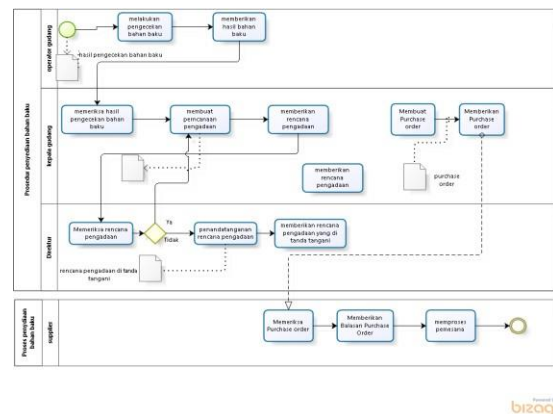 Prosedur penyediaan bahan baku
operator gudang
melakukan
pengecekan
bahan baku
memberikan
hasil bahan
baku
hasil pengecekan bahan baku
kepala gudang
memeriksa hasil
pengecekan bahan
baku
membuat
perncanaan
pengadaan
memberikan
rencana
pengadaan
Membuat
Purchase
order
Memberikan
Purchase
order
memberikan
rencana
pengadaan
purchase
order
Direktur
Memeriksa rencana
pengadaan
Ya
Tidak
penandatanganan
rencana pengadaan
memberikan rencana
pengadaan yang di
tanda tangani
rencana pengadaan di tanda
tangani
Proses penyediaan
bahan baku
supplier
Memeriksa
Purchase order
Memberikan
Balasan Purchase
Order
memproses
pemesana
bizag